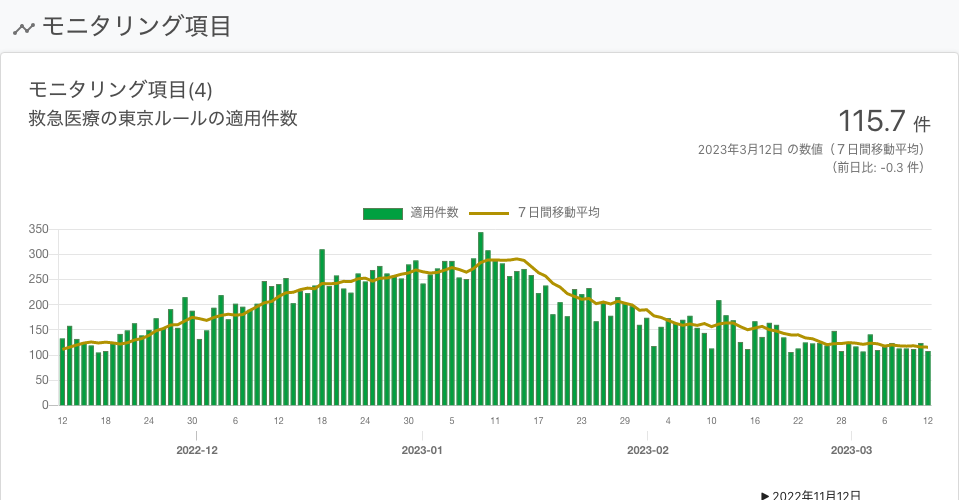 モニタリング項目
モニタリング項目(4)
救急医療の東京ルールの適用件数
115.7 件
2023年3月12日 の数値（７日間移動平均）
（前日比: -0.3 件）
適用件数 ７日間移動平均
350
300
250
200
150
100
50
0
12 18 24 30 6 12 18 24 30 5 11 17 23 29 4 10 16 22 28 6 12
2022-12 2023-01 2023-02 2023-03
▶ 2022年11月12日